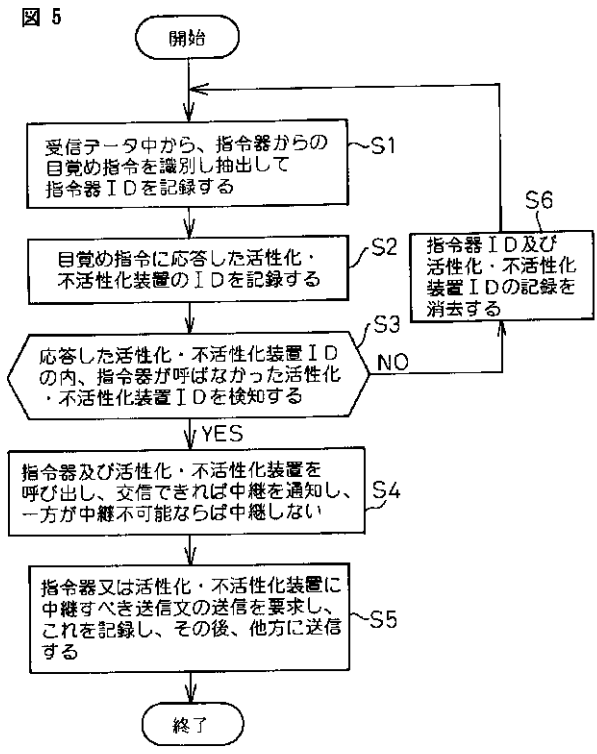 図 5
開始
受信データ中から、指令器からの
目覚め指令を識別し抽出して
指令器IDを記録する
S1
目覚め指令に応答した活性化・
不活性化装置のIDを記録する
S2
S3
応答した活性化・不活性化装置ID
の内、指令器が呼ばなかった活性化
・不活性化装置IDを検知する
NO
S6
指令器ID及び
活性化・不活性化
装置IDの記録を
消去する
YES
指令器及び活性化・不活性化装置を
呼び出し、交信できれば中継を通知し、
一方が中継不可能ならば中継しない
S4
指令器又は活性化・不活性化装置に
中継すべき送信文の送信を要求し、
これを記録し、その後、他方に送信
する
S5
終了